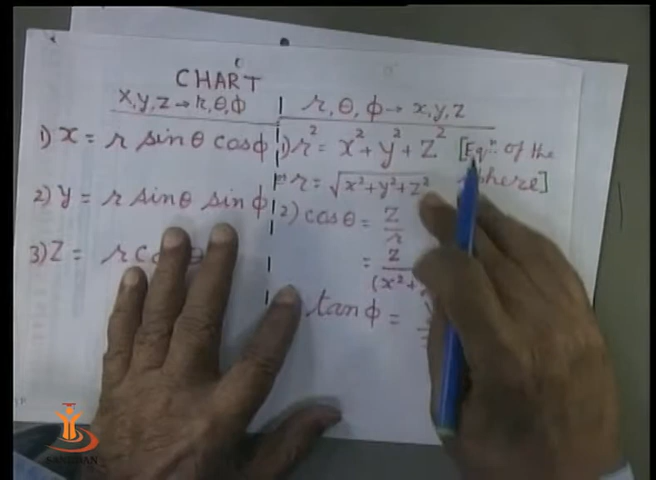 CHART
x,y,z → r,θ,φ
r, θ, φ → x,y,z
1) x = r sinθ cosφ
2) y = r sinθ sinφ
3) z = r
1) r² = x² + y² + z² [Eqⁿ of the
r = √x²+y²+z²
2) cosθ = z/r
= z/(x²+
tanφ =